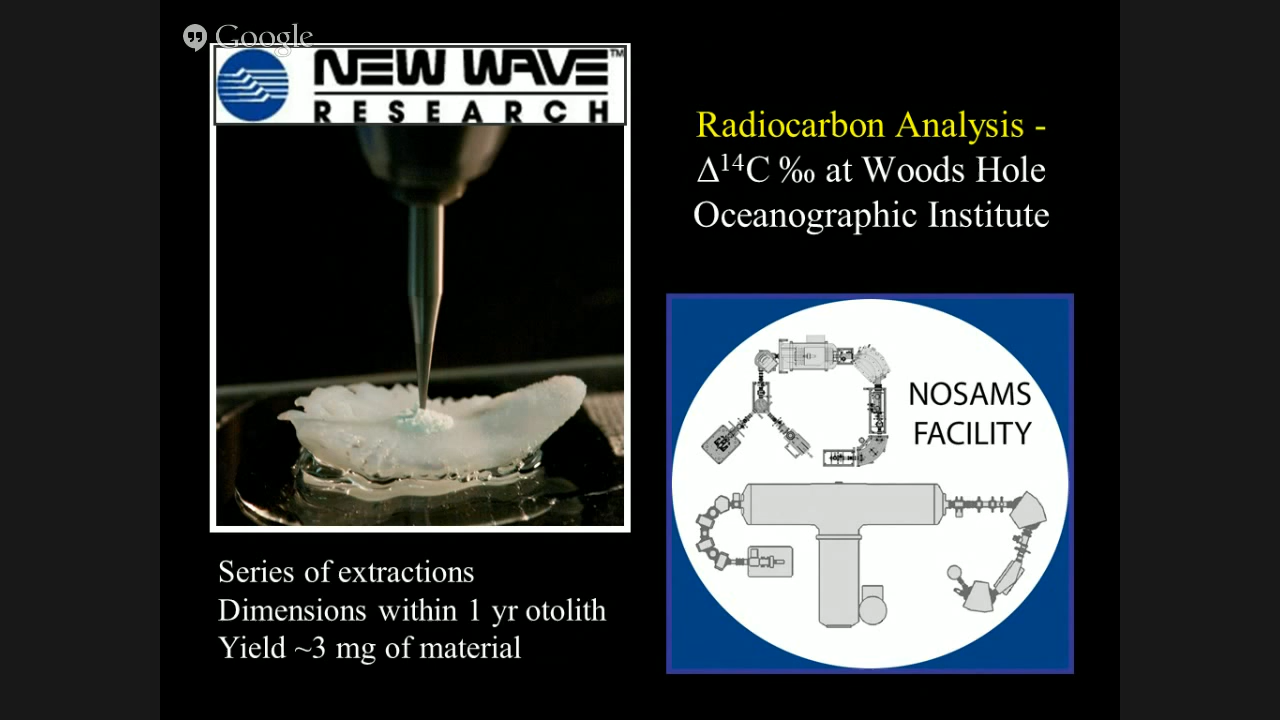 Google
NEW WAVE™
RESEARCH
Radiocarbon Analysis -
Δ¹⁴C ‰ at Woods Hole
Oceanographic Institute
NOSAMS
FACILITY
Series of extractions
Dimensions within 1 yr otolith
Yield ~3 mg of material